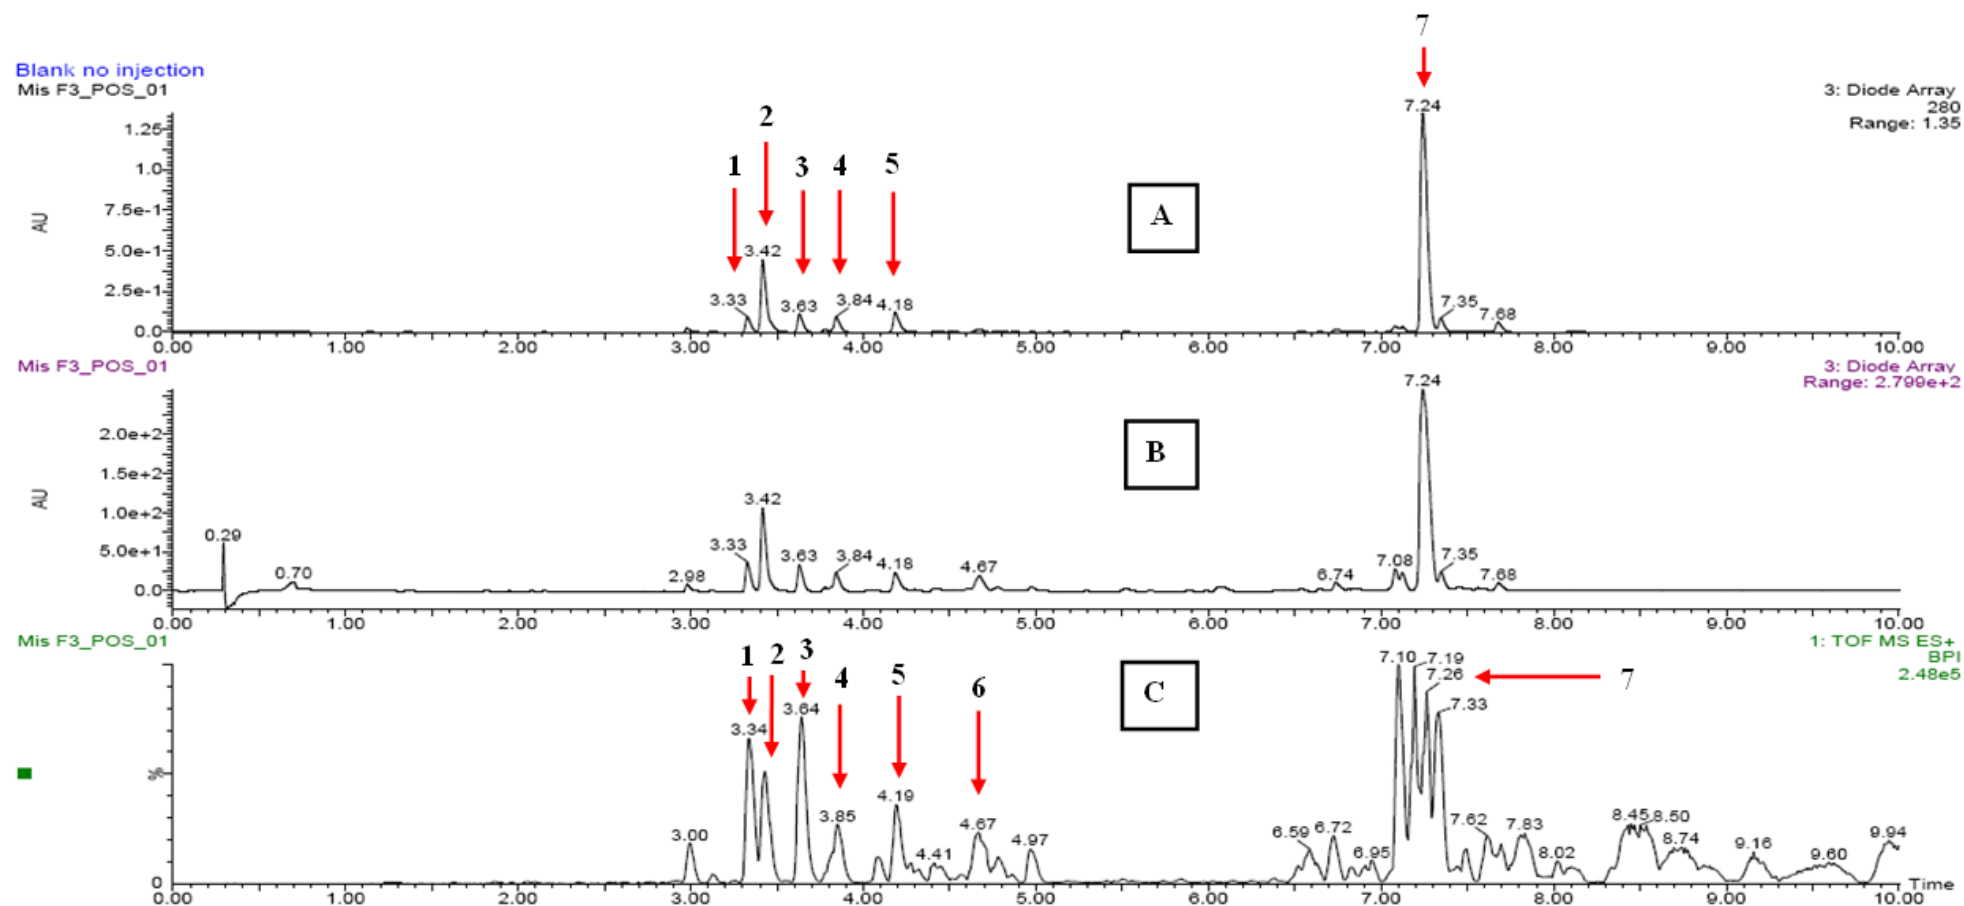 7
Blank no injection
Mis F3_POS_01
3: Diode Array
280
Range: 1.35
7.24
1.25
2
1
3
4
5
1.0
A
7.5e-1
AU
5.0e-1
3.42
2.5e-1
3.33
3.63
3.84
4.18
7.35
7.68
0.0
0.00 1.00 2.00 3.00 4.00 5.00 6.00 7.00 8.00 9.00 10.00
Mis F3_POS_01
3: Diode Array
Range: 2.799e+2
7.24
2.0e+2
B
1.5e+2
AU
3.42
1.0e+2
0.29
3.33
3.63
3.84
4.18
4.67
7.08
7.35
5.0e+1
0.70
2.98
6.74
7.68
0.0
0.00 1.00 2.00 3.00 4.00 5.00 6.00 7.00 8.00 9.00 10.00
Mis F3_POS_01
1: TOF MS ES+
BPI
2.48e5
1
2
3
4
5
6
C
7.10
7.19
7.26
7
7.33
3.64
3.34
%
3.85
4.19
4.67
3.00
4.41
4.97
6.59
6.72
6.95
7.62
7.83
8.02
8.45
8.50
8.74
9.16
9.60
9.94
0
Time
0.00 1.00 2.00 3.00 4.00 5.00 6.00 7.00 8.00 9.00 10.00